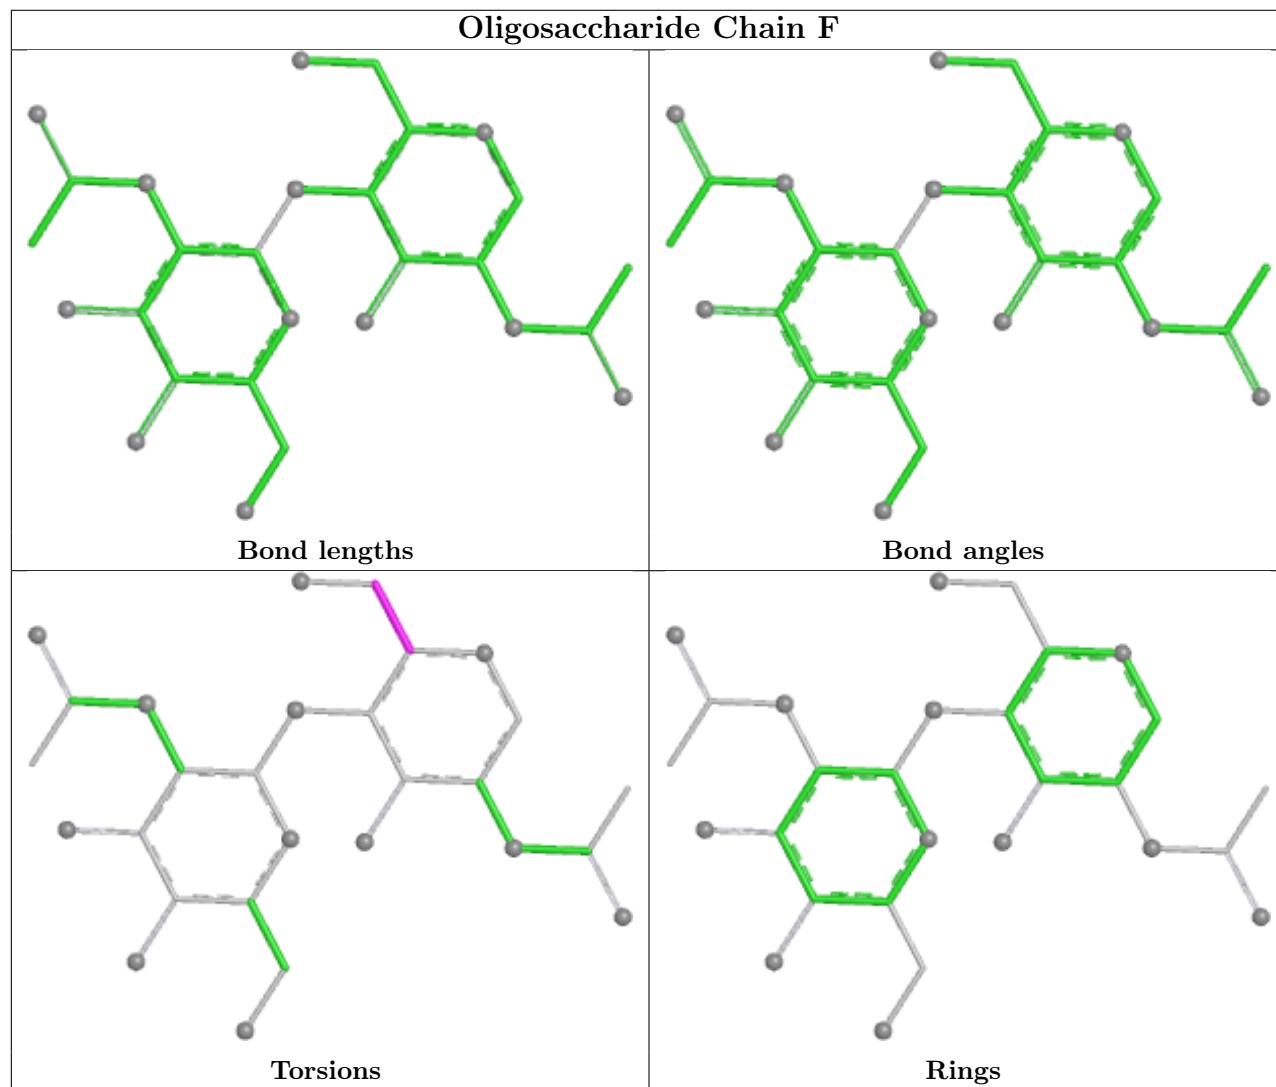 Oligosaccharide Chain F
Bond lengths
Bond angles
Torsions
Rings